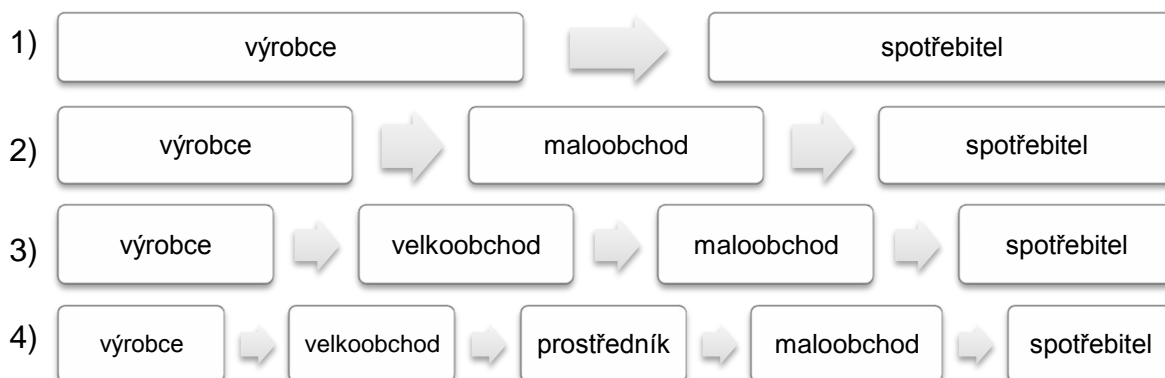 1) výrobce spotřebitel
2) výrobce maloobchod spotřebitel
3) výrobce velkoobchod maloobchod spotřebitel
4) výrobce velkoobchod prostředník maloobchod spotřebitel